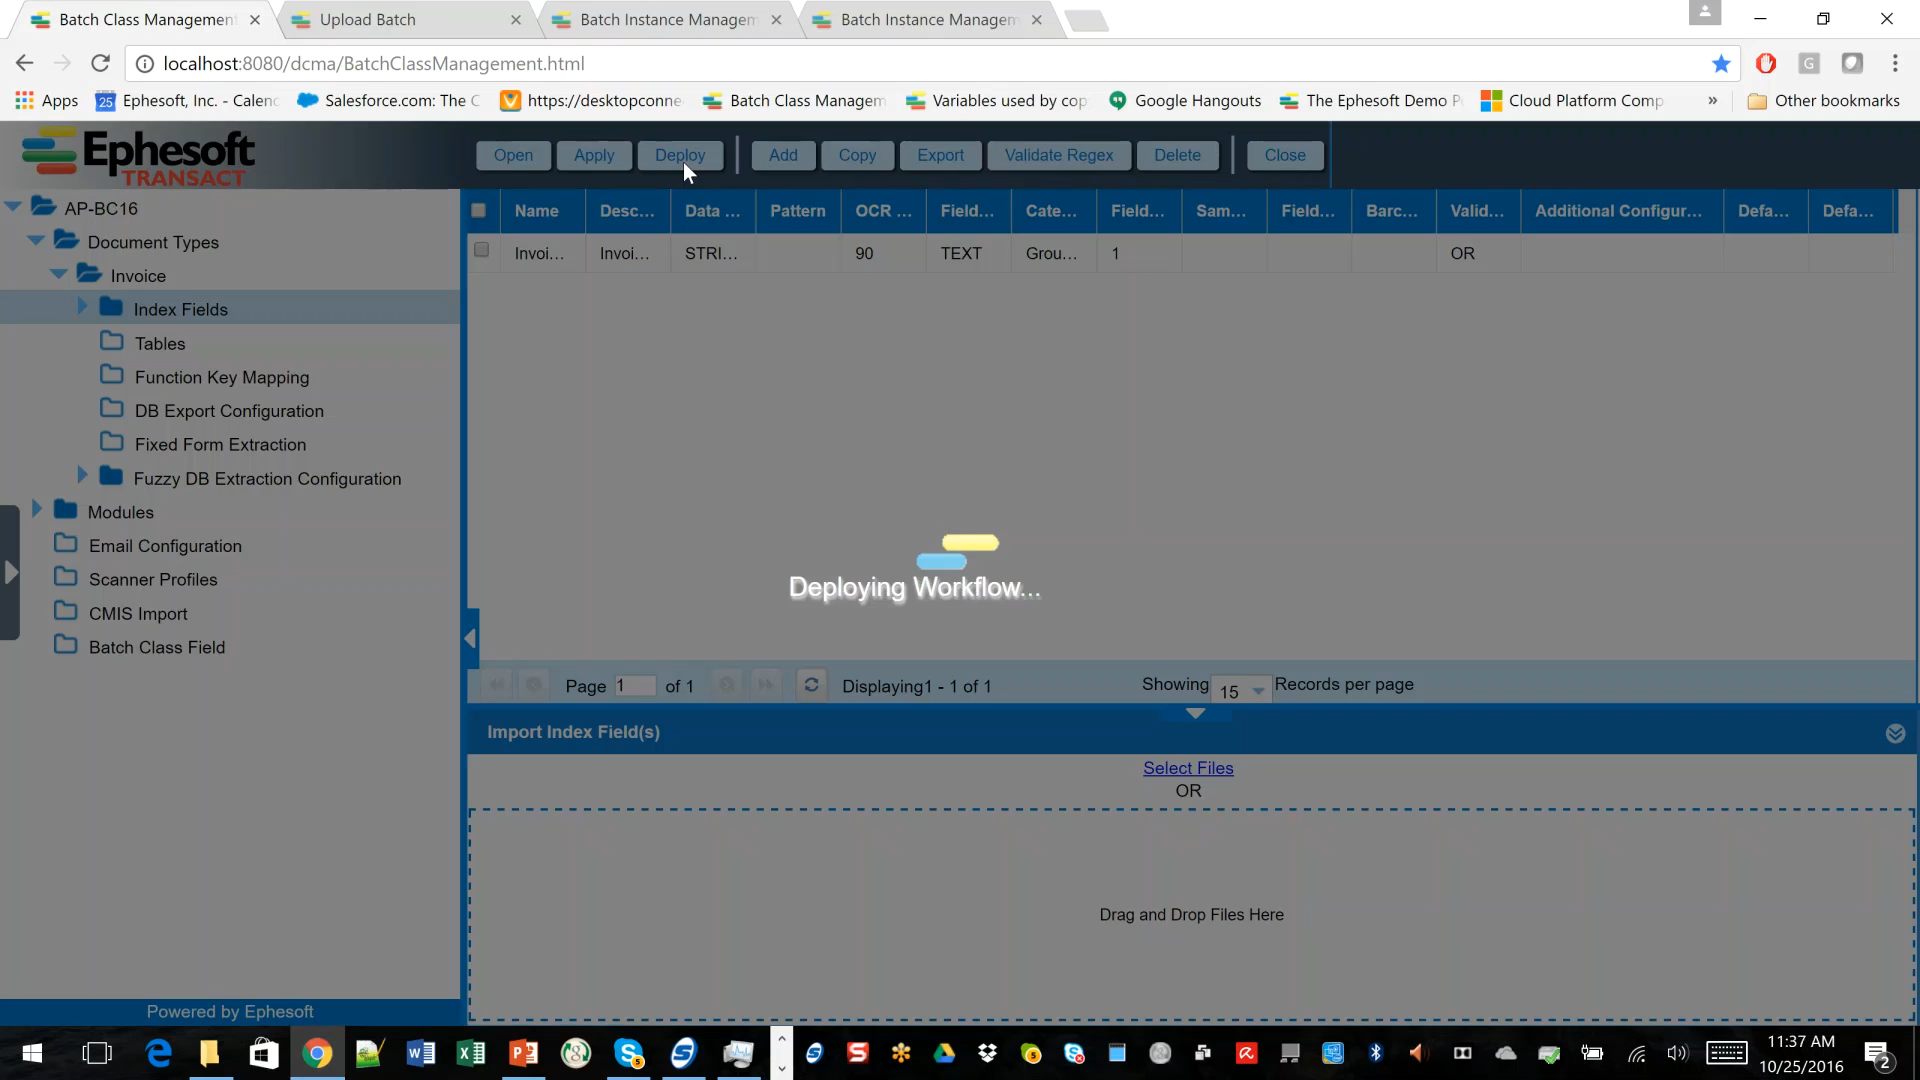 Batch Class Management
Upload Batch
Batch Instance Managem
Batch Instance Managem
localhost:8080/dcma/BatchClassManagement.html
Apps
25
Ephesoft, Inc. - Calenc
Salesforce.com: The C
https://desktopconne
Batch Class Managem
Variables used by cop
Google Hangouts
The Ephesoft Demo P
Cloud Platform Comp
»
Other bookmarks
Ephesoft
TRANSACT
Open
Apply
Deploy
Add
Copy
Export
Validate Regex
Delete
Close
AP-BC16
Document Types
Invoice
Index Fields
Tables
Function Key Mapping
DB Export Configuration
Fixed Form Extraction
Fuzzy DB Extraction Configuration
Modules
Email Configuration
Scanner Profiles
CMIS Import
Batch Class Field
Powered by Ephesoft
Name Desc... Data ... Pattern OCR ... Field... Cate... Field... Sam... Field... Barc... Valid... Additional Configur... Defa... Defa...
Invoi... Invoi... STRI... 90 TEXT Grou... 1 OR
Deploying Workflow...
Page 1 of 1
Displaying1 - 1 of 1
Showing 15 Records per page
Import Index Field(s)
Select Files
OR
Drag and Drop Files Here
11:37 AM
10/25/2016
2